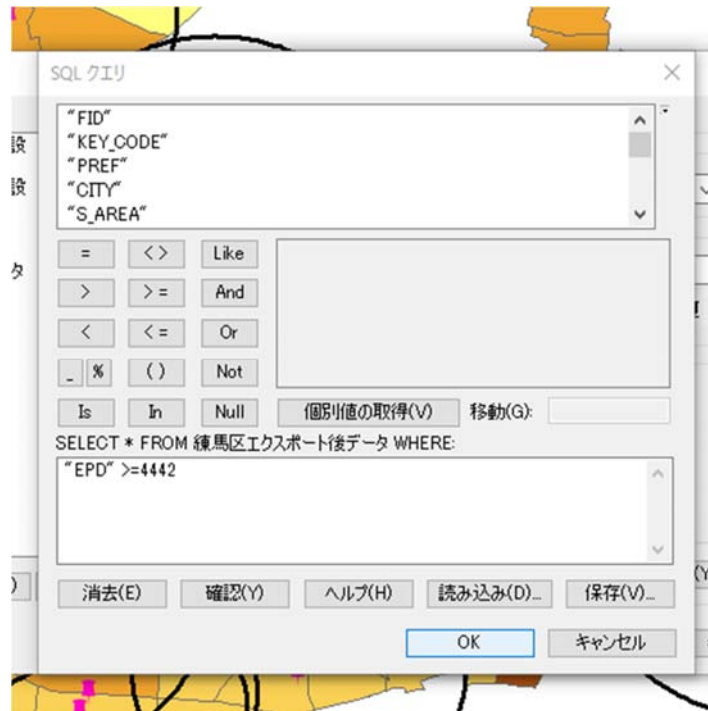 SQL クエリ
"FID"
"KEY_CODE"
"PREF"
"CITY"
"S_AREA"
= <> Like
> >= And
< <= Or
_ % () Not
Is In Null 個別値の取得(V) 移動(G):
SELECT * FROM 練馬区エクスポート後データ WHERE:
"EPD" >=4442
消去(E) 確認(Y) ヘルプ(H) 読み込み(D)... 保存(V)...
OK キャンセル
設
設
タ